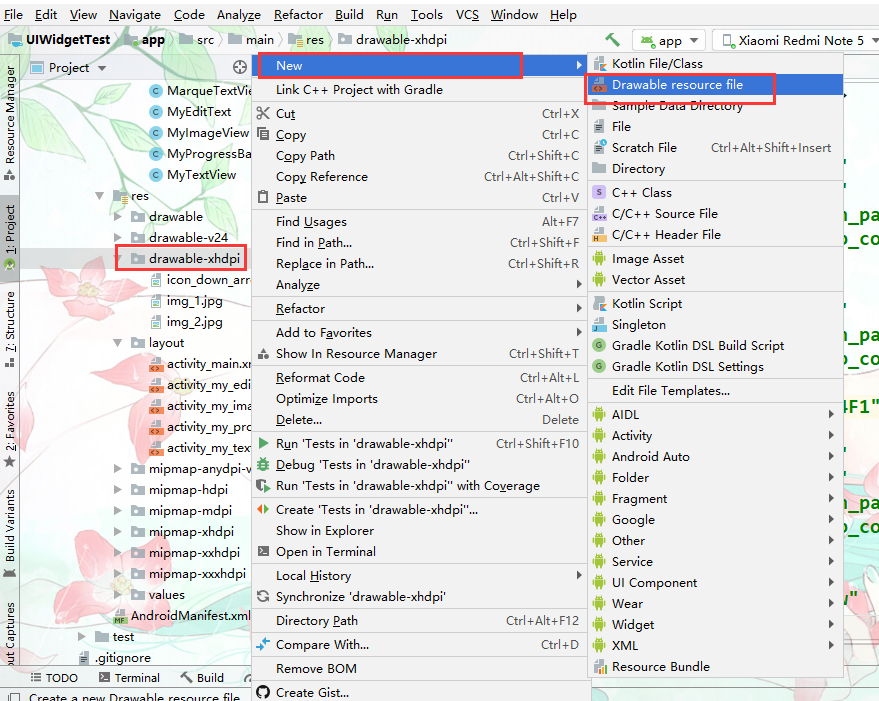 File Edit View Navigate Code Analyze Refactor Build Run Tools VCS Window Help
UIWidgetTest app src main res drawable-xhdpi app Xiaomi Redmi Note 5
Project
Resource Manager
1: Project
7: Structure
2: Favorites
Build Variants
out Captures
MarqueTextVie
MyEditText
MyImageView
MyProgressBa
MyTextView
res
drawable
drawable-v24
drawable-xhdpi
icon_down_arr
img_1.jpg
img_2.jpg
layout
activity_main.xm
activity_my_edi
activity_my_ima
activity_my_pro
activity_my_tex
mipmap-anydpi-v
mipmap-hdpi
mipmap-mdpi
mipmap-xhdpi
mipmap-xxhdpi
mipmap-xxxhdpi
values
AndroidManifest.xml
test
.gitignore
TODO Terminal Build
Create a new Drawable resource file
New
Link C++ Project with Gradle
Cut Ctrl+X
Copy Ctrl+C
Copy Path Ctrl+Shift+C
Copy Reference Ctrl+Alt+Shift+C
Paste Ctrl+V
Find Usages Alt+F7
Find in Path... Ctrl+Shift+F
Replace in Path... Ctrl+Shift+R
Analyze
Refactor
Add to Favorites
Show In Resource Manager Ctrl+Shift+T
Reformat Code Ctrl+Alt+L
Optimize Imports Ctrl+Alt+O
Delete... Delete
Run 'Tests in 'drawable-xhdpi'' Ctrl+Shift+F10
Debug 'Tests in 'drawable-xhdpi''
Run 'Tests in 'drawable-xhdpi'' with Coverage
Create 'Tests in 'drawable-xhdpi''...
Show in Explorer
Open in Terminal
Local History
Synchronize 'drawable-xhdpi'
Directory Path Ctrl+Alt+F12
Compare With... Ctrl+D
Remove BOM
Create Gist...
Kotlin File/Class
Drawable resource file
Sample Data Directory
File
Scratch File Ctrl+Alt+Shift+Insert
Directory
C++ Class
C/C++ Source File
C/C++ Header File
Image Asset
Vector Asset
Kotlin Script
Singleton
Gradle Kotlin DSL Build Script
Gradle Kotlin DSL Settings
Edit File Templates...
AIDL
Activity
Android Auto
Folder
Fragment
Google
Other
Service
UI Component
Wear
Widget
XML
Resource Bundle
n_pa
o_co
n_pa
o_co
4F1"
n_pa
o_co
w"